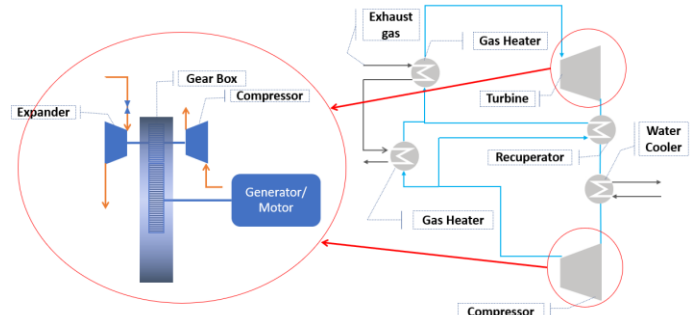 Exhaust
gas
Gas Heater
Gear Box
Compressor
Expander
Turbine
Water
Cooler
Recuperator
Generator/
Motor
Gas Heater
Compressor